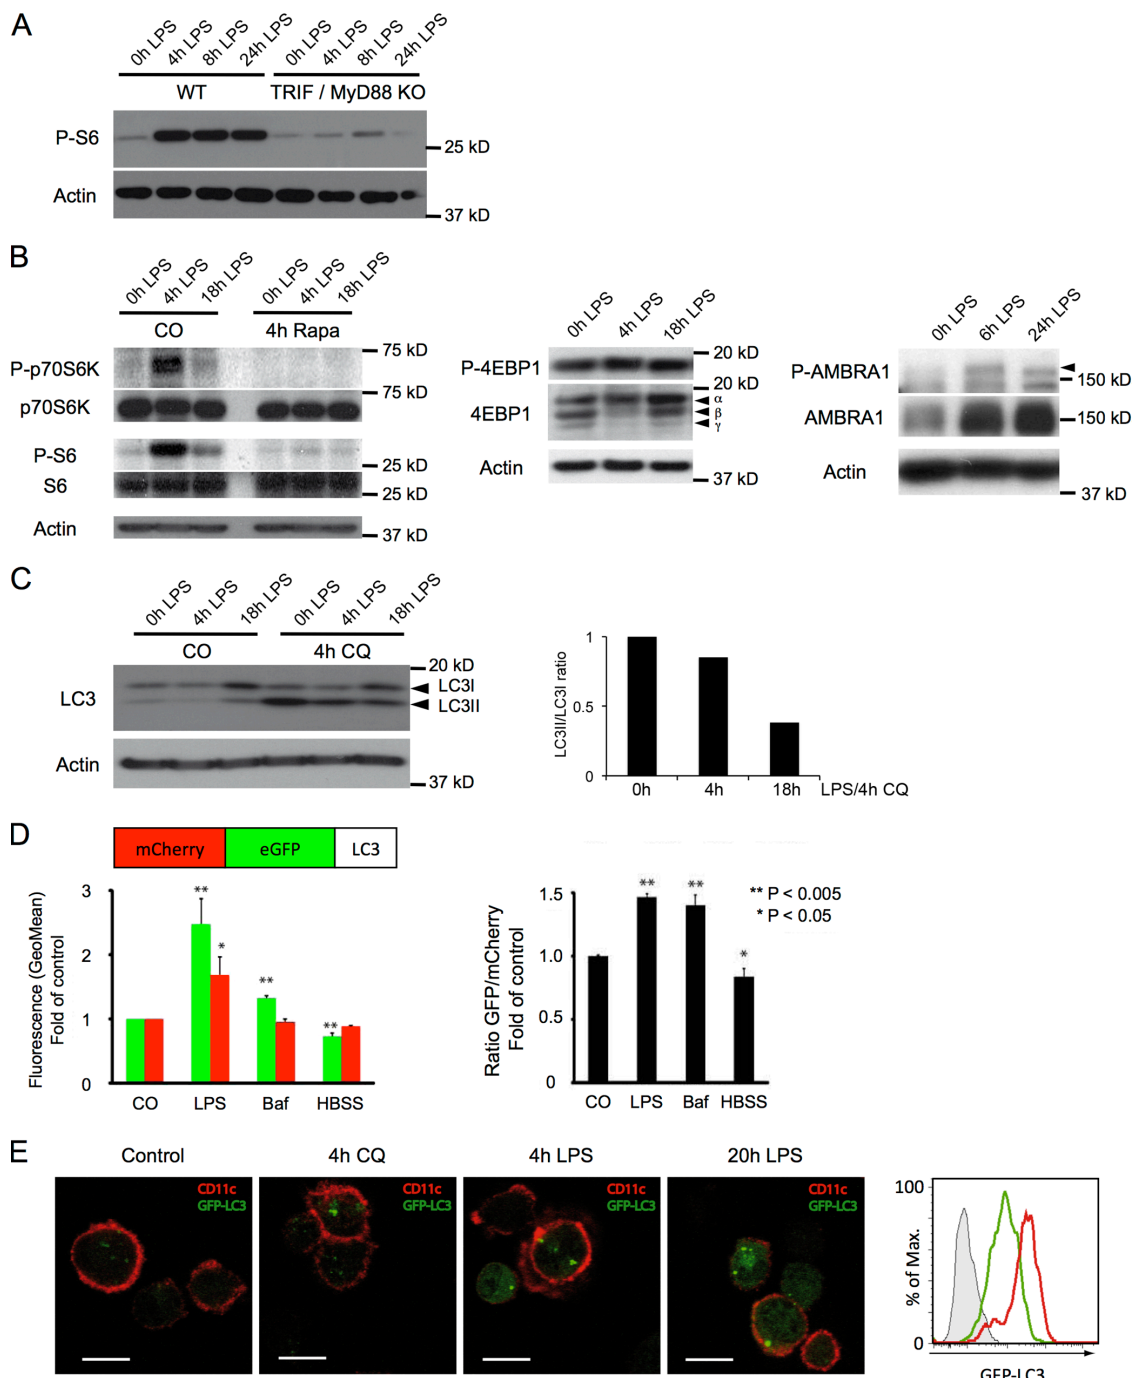 A
0h LPS 4h LPS 8h LPS 24h LPS 0h LPS 4h LPS 8h LPS 24h LPS
WT TRIF / MyD88 KO
P-S6
25 kD
Actin
37 kD
B
0h LPS 4h LPS 18h LPS 0h LPS 4h LPS 18h LPS
CO 4h Rapa
75 kD
P-p70S6K
75 kD
p70S6K
P-S6
25 kD
S6
25 kD
Actin
37 kD
0h LPS 4h LPS 18h LPS
20 kD
P-4EBP1
20 kD
α
4EBP1
β
γ
Actin
37 kD
0h LPS 6h LPS 24h LPS
P-AMBRA1
150 kD
AMBRA1
150 kD
Actin
37 kD
C
0h LPS 4h LPS 18h LPS 0h LPS 4h LPS 18h LPS
CO 4h CQ
20 kD
LC3
LC3I
LC3II
Actin
37 kD
LC3II/LC3I ratio
1
0.5
0
0h 4h 18h LPS/4h CQ
D
mCherry eGFP LC3
Fluorescence (GeoMean)
Fold of control
3
2
1
0
** * ** **
CO LPS Baf HBSS
Ratio GFP/mCherry
Fold of control
1.5
1.0
0.5
0
** ** *
CO LPS Baf HBSS
** P < 0.005
* P < 0.05
E
Control 4h CQ 4h LPS 20h LPS
CD11c CD11c CD11c CD11c
GFP-LC3 GFP-LC3 GFP-LC3 GFP-LC3
% of Max.
100
0
GFP-LC3